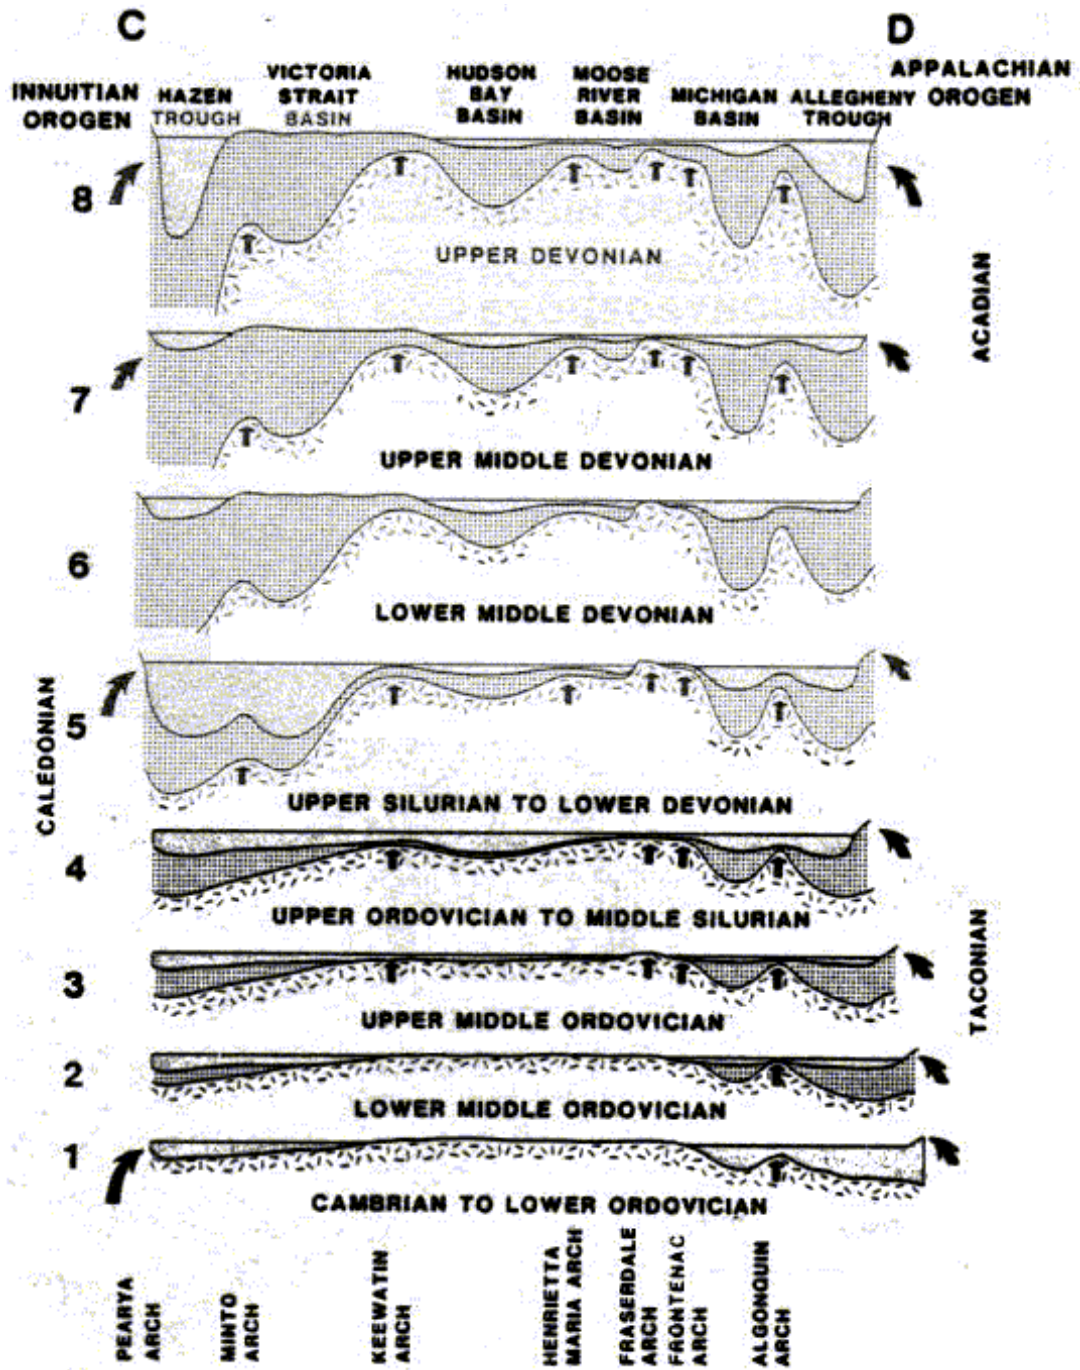 C
D
INNUITIAN
OROGEN
HAZEN
TROUGH
VICTORIA
STRAIT
BASIN
HUDSON
BAY
BASIN
MOOSE
RIVER
BASIN
MICHIGAN
BASIN
ALLEGHENY
TROUGH
APPALACHIAN
OROGEN
8
UPPER DEVONIAN
ACADIAN
7
UPPER MIDDLE DEVONIAN
6
LOWER MIDDLE DEVONIAN
CALEDONIAN
5
UPPER SILURIAN TO LOWER DEVONIAN
4
UPPER ORDOVICIAN TO MIDDLE SILURIAN
3
UPPER MIDDLE ORDOVICIAN
TACONIAN
2
LOWER MIDDLE ORDOVICIAN
1
CAMBRIAN TO LOWER ORDOVICIAN
PEARYA
ARCH
MINTO
ARCH
KEEWATIN
ARCH
HENRIETTA
MARIA ARCH
FRASERDALE
ARCH
FRONTENAC
ARCH
ALGONQUIN
ARCH